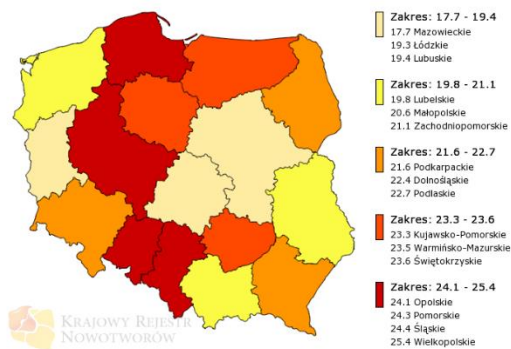 Zakres: 17.7 - 19.4
17.7 Mazowieckie
19.3 Łódzkie
19.4 Lubuskie
Zakres: 19.8 - 21.1
19.8 Lubelskie
20.6 Małopolskie
21.1 Zachodniopomorskie
Zakres: 21.6 - 22.7
21.6 Podkarpackie
22.4 Dolnośląskie
22.7 Podlaskie
Zakres: 23.3 - 23.6
23.3 Kujawsko-Pomorskie
23.5 Warmińsko-Mazurskie
23.6 Świętokrzyskie
Zakres: 24.1 - 25.4
24.1 Opolskie
24.3 Pomorskie
24.4 Śląskie
25.4 Wielkopolskie
KRAJOWY REJESTR
NOWOTWORÓW